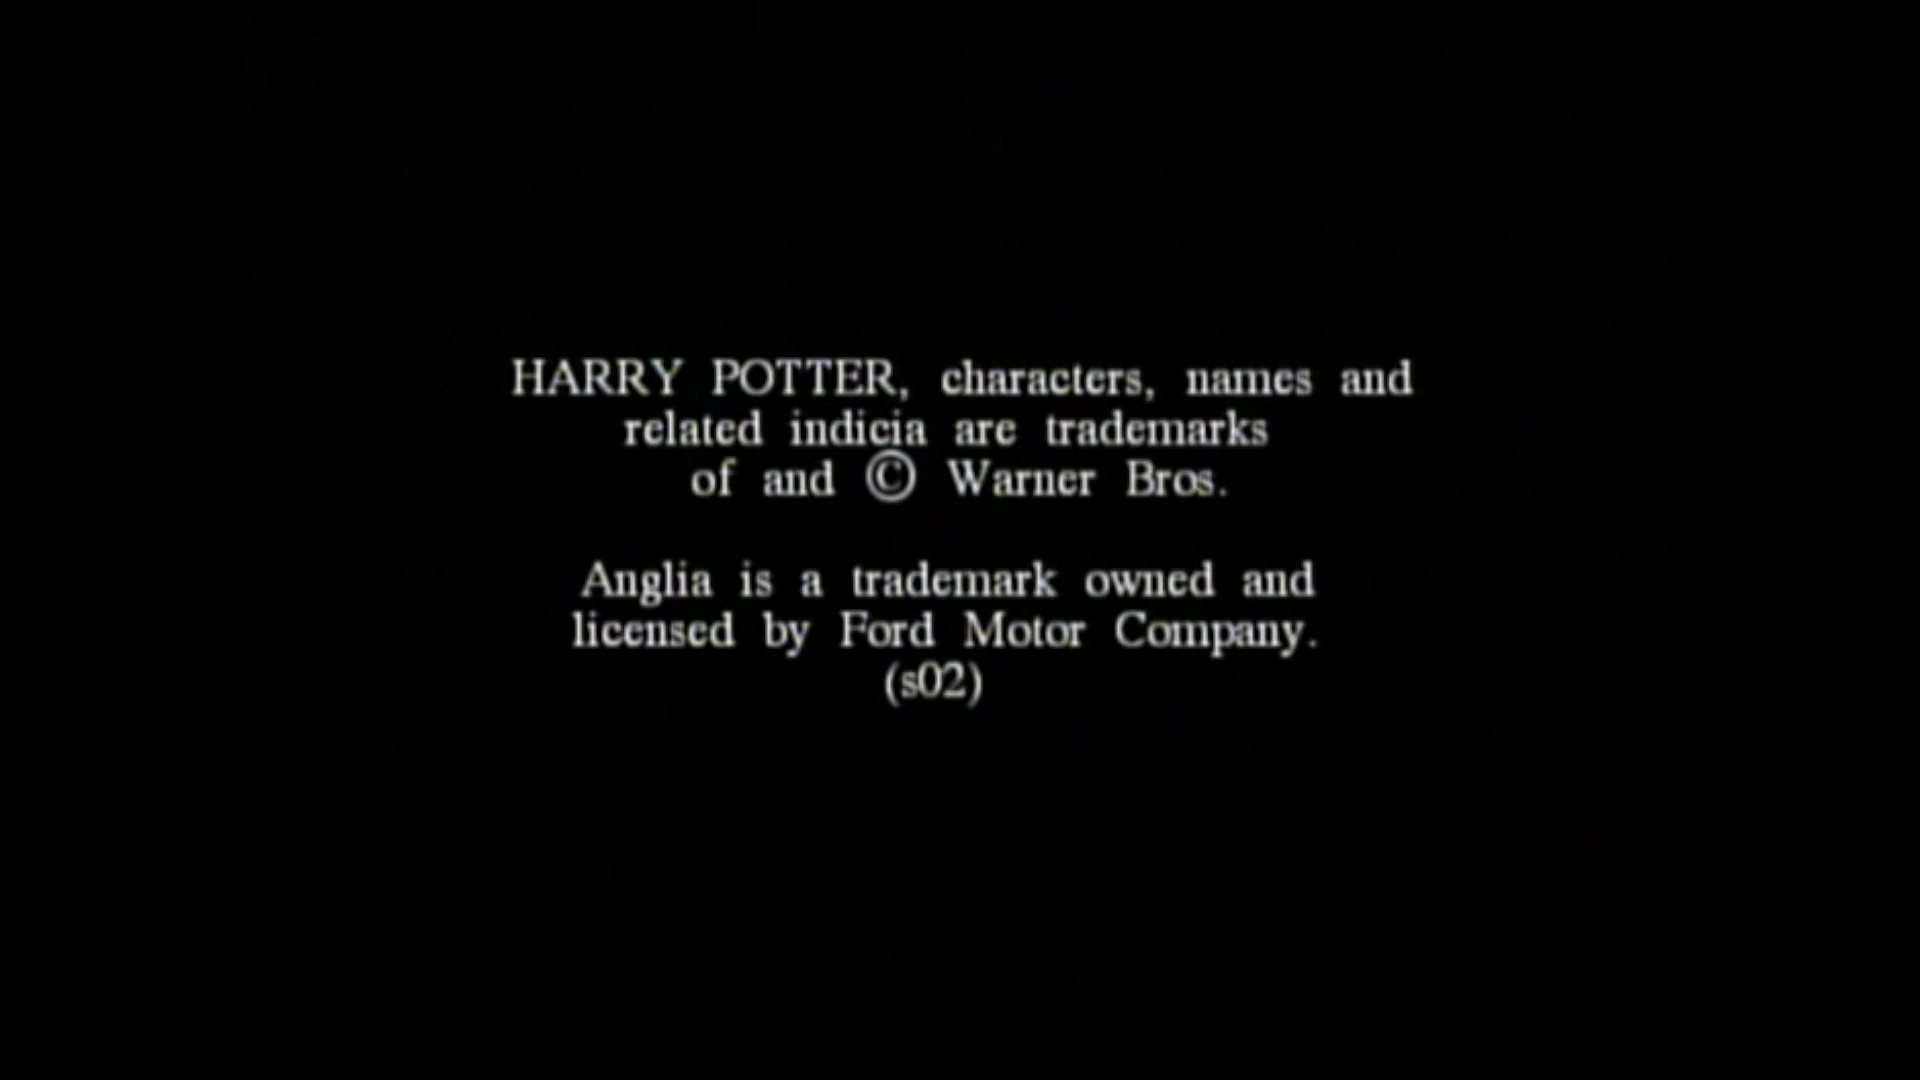 HARRY POTTER, characters, names and
related indicia are trademarks
of and © Warner Bros.
Anglia is a trademark owned and
licensed by Ford Motor Company.
(s02)